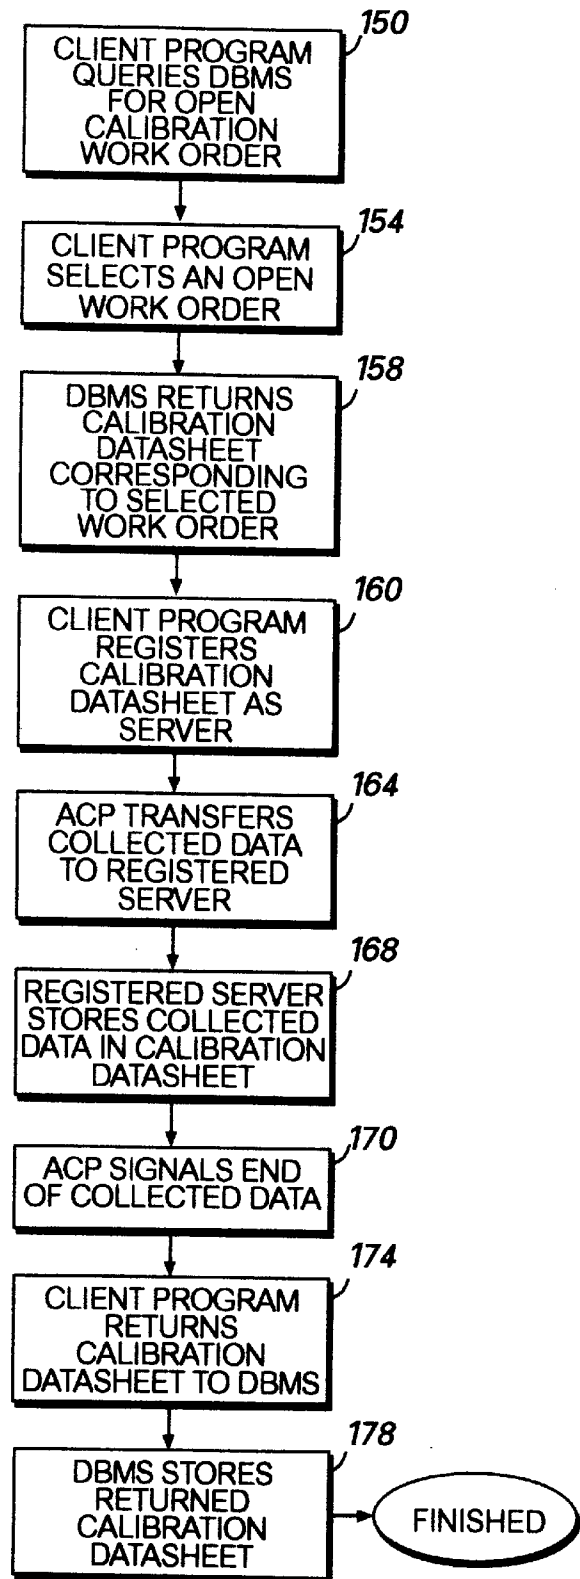 150
CLIENT PROGRAM
QUERIES DBMS
FOR OPEN
CALIBRATION
WORK ORDER
154
CLIENT PROGRAM
SELECTS AN OPEN
WORK ORDER
158
DBMS RETURNS
CALIBRATION
DATASHEET
CORRESPONDING
TO SELECTED
WORK ORDER
160
CLIENT PROGRAM
REGISTERS
CALIBRATION
DATASHEET AS
SERVER
164
ACP TRANSFERS
COLLECTED DATA
TO REGISTERED
SERVER
168
REGISTERED SERVER
STORES COLLECTED
DATA IN CALIBRATION
DATASHEET
170
ACP SIGNALS END
OF COLLECTED DATA
174
CLIENT PROGRAM
RETURNS
CALIBRATION
DATASHEET TO DBMS
178
DBMS STORES
RETURNED
CALIBRATION
DATASHEET
FINISHED